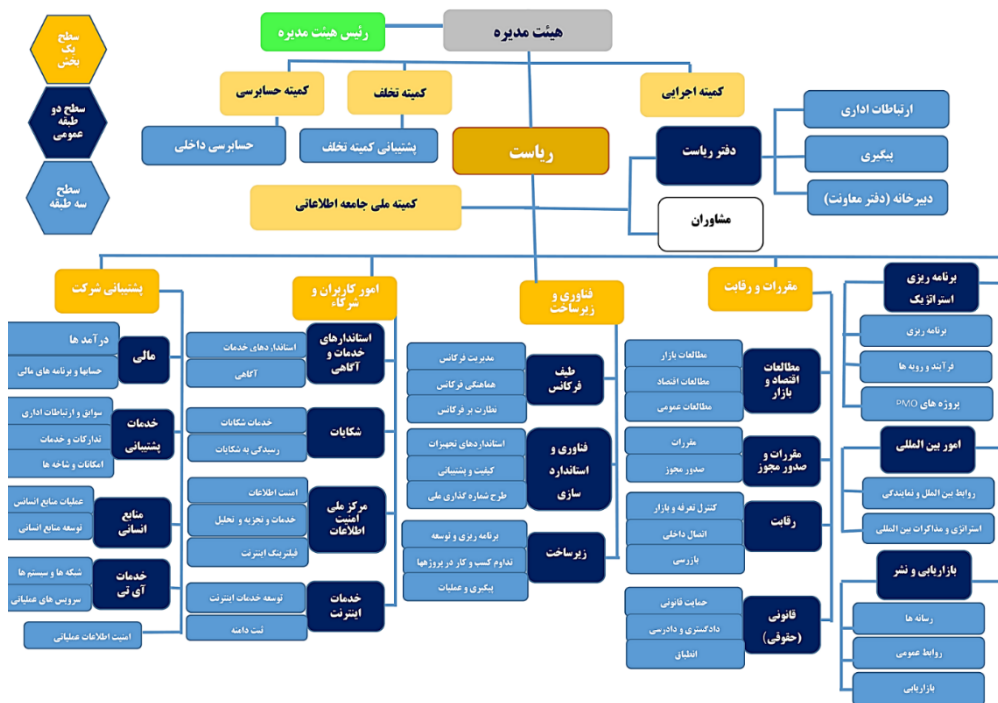 هیئت مدیره
رئیس هیئت مدیره
سطح
یک
بخش
سطح دو
طبقه
عمومی
سطح
سه طبقه
کمیته اجرایی
کمیته تخلف
کمیته حسابرسی
پشتیبانی کمیته تخلف
حسابرسی داخلی
ریاست
دفتر ریاست
ارتباطات اداری
پیگیری
دبیرخانه (دفتر معاونت)
مشاوران
کمیته ملی جامعه اطلاعاتی
برنامه ریزی
استراتژیک
برنامه ریزی
فرآیند و رویه ها
پروژه های PMO
امور بین المللی
روابط بین الملل و نمایندگی
استراتژی و مذاکرات بین المللی
بازاریابی و نشر
رسانه ها
روابط عمومی
بازاریابی
مقررات و رقابت
مطالعات
اقتصاد و
بازار
مطالعات بازار
مطالعات اقتصاد
مطالعات عمومی
مقررات و
صدور مجوز
مقررات
صدور مجوز
رقابت
کنترل تعرفه و بازار
اتصال داخلی
بازرسی
قانونی
(حقوقی)
حمایت قانونی
دادگستری و دادرسی
انطباق
فناوری و
زیرساخت
طیف
فرکانس
مدیریت فرکانس
هماهنگی فرکانس
نظارت بر فرکانس
فناوری و
استاندارد
سازی
استانداردهای تجهیزات
کیفیت و پشتیبانی
طرح شماره گذاری ملی
زیرساخت
برنامه ریزی و توسعه
تداوم کسب و کار در پروژهها
پیگیری و عملیات
امور کاربران و
شرکاء
استانداردهای
خدمات و
آگاهی
استانداردهای خدمات
آگاهی
شکایات
خدمات شکایات
رسیدگی به شکایات
مرکز ملی
امنیت
اطلاعات
امنیت اطلاعات
خدمات و تجزیه و تحلیل
فیلترینگ اینترنت
خدمات
اینترنت
توسعه خدمات اینترنت
ثبت دامنه
پشتیبانی شرکت
مالی
درآمد ها
حسابها و برنامه های مالی
خدمات
پشتیبانی
سوابق و ارتباطات اداری
تدارکات و خدمات
امکانات و شاخه ها
منابع
انسانی
عملیات منابع انسانس
توسعه منابع انسانی
خدمات
آی تی
شبکه ها و سیستم ها
سرویس های عملیاتی
امنیت اطلاعات عملیاتی